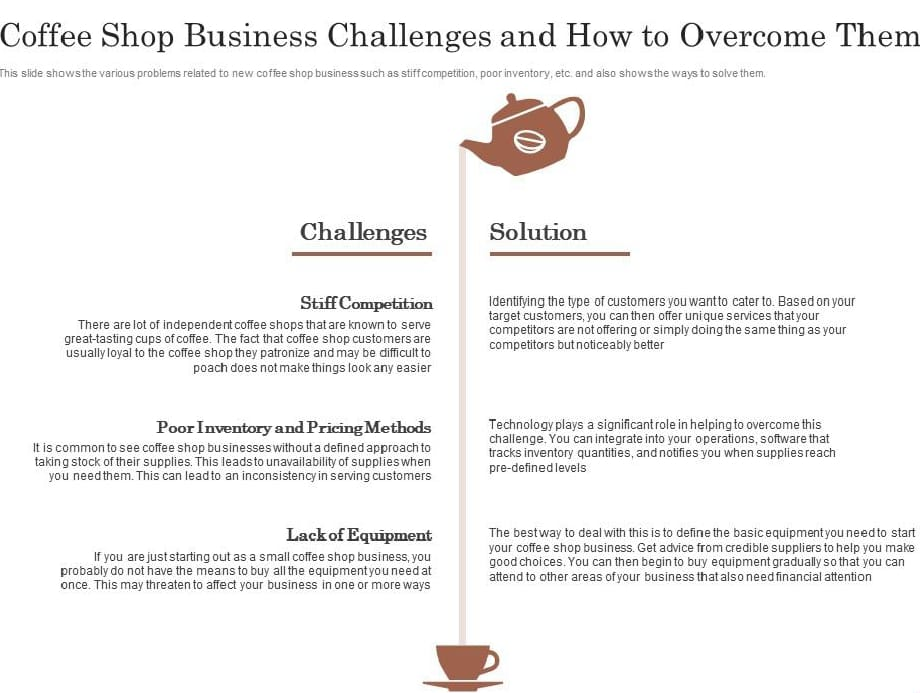 Coffee Shop Business Challenges and How to Overcome Them
This slide shows the various problems related to new coffee shop business such as stiff competition, poor inventory, etc. and also shows the ways to solve them.
Challenges
Solution
Stiff Competition
There are lot of independent coffee shops that are known to serve
great-tasting cups of coffee. The fact that coffee shop customers are
usually loyal to the coffee shop they patronize and may be difficult to
poach does not make things look any easier
Identifying the type of customers you want to cater to. Based on your
target customers, you can then offer unique services that your
competitors are not offering or simply doing the same thing as your
competitors but noticeably better
Poor Inventory and Pricing Methods
It is common to see coffee shop businesses without a defined approach to
taking stock of their supplies. This leads to unavailability of supplies when
you need them. This can lead to an inconsistency in serving customers
Technology plays a significant role in helping to overcome this
challenge. You can integrate into your operations, software that
tracks inventory quantities, and notifies you when supplies reach
pre-defined levels
Lack of Equipment
If you are just starting out as a small coffee shop business, you
probably do not have the means to buy all the equipment you need at
once. This may threaten to affect your business in one or more ways
The best way to deal with this is to define the basic equipment you need to start
your coffee shop business. Get advice from credible suppliers to help you make
good choices. You can then begin to buy equipment gradually so that you can
attend to other areas of your business that also need financial attention